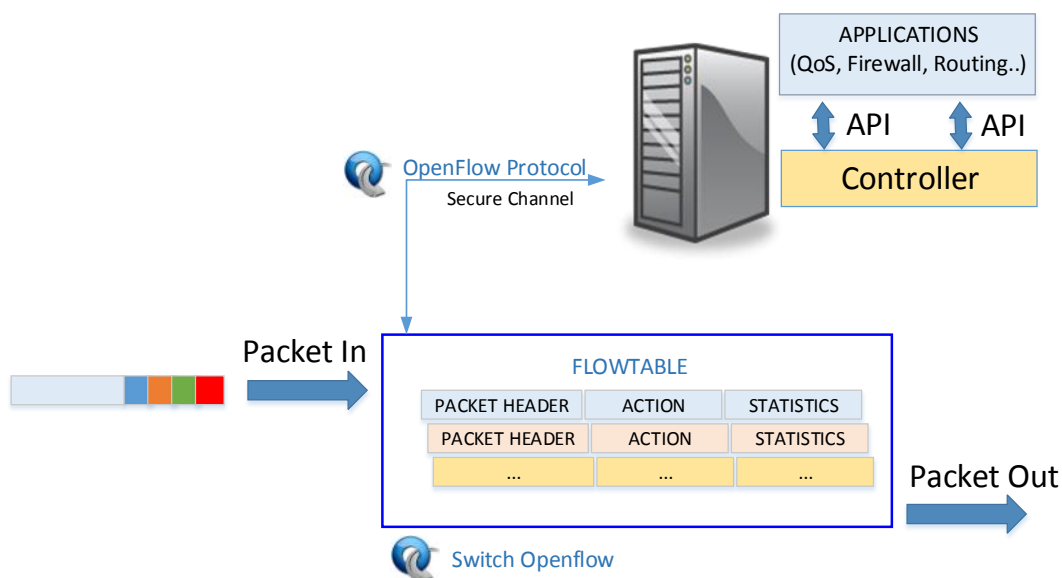 APPLICATIONS
(QoS, Firewall, Routing..)
API API
Controller
OpenFlow Protocol
Secure Channel
Packet In
FLOWTABLE
PACKET HEADER ACTION STATISTICS
PACKET HEADER ACTION STATISTICS
... ... ...
Packet Out
Switch Openflow